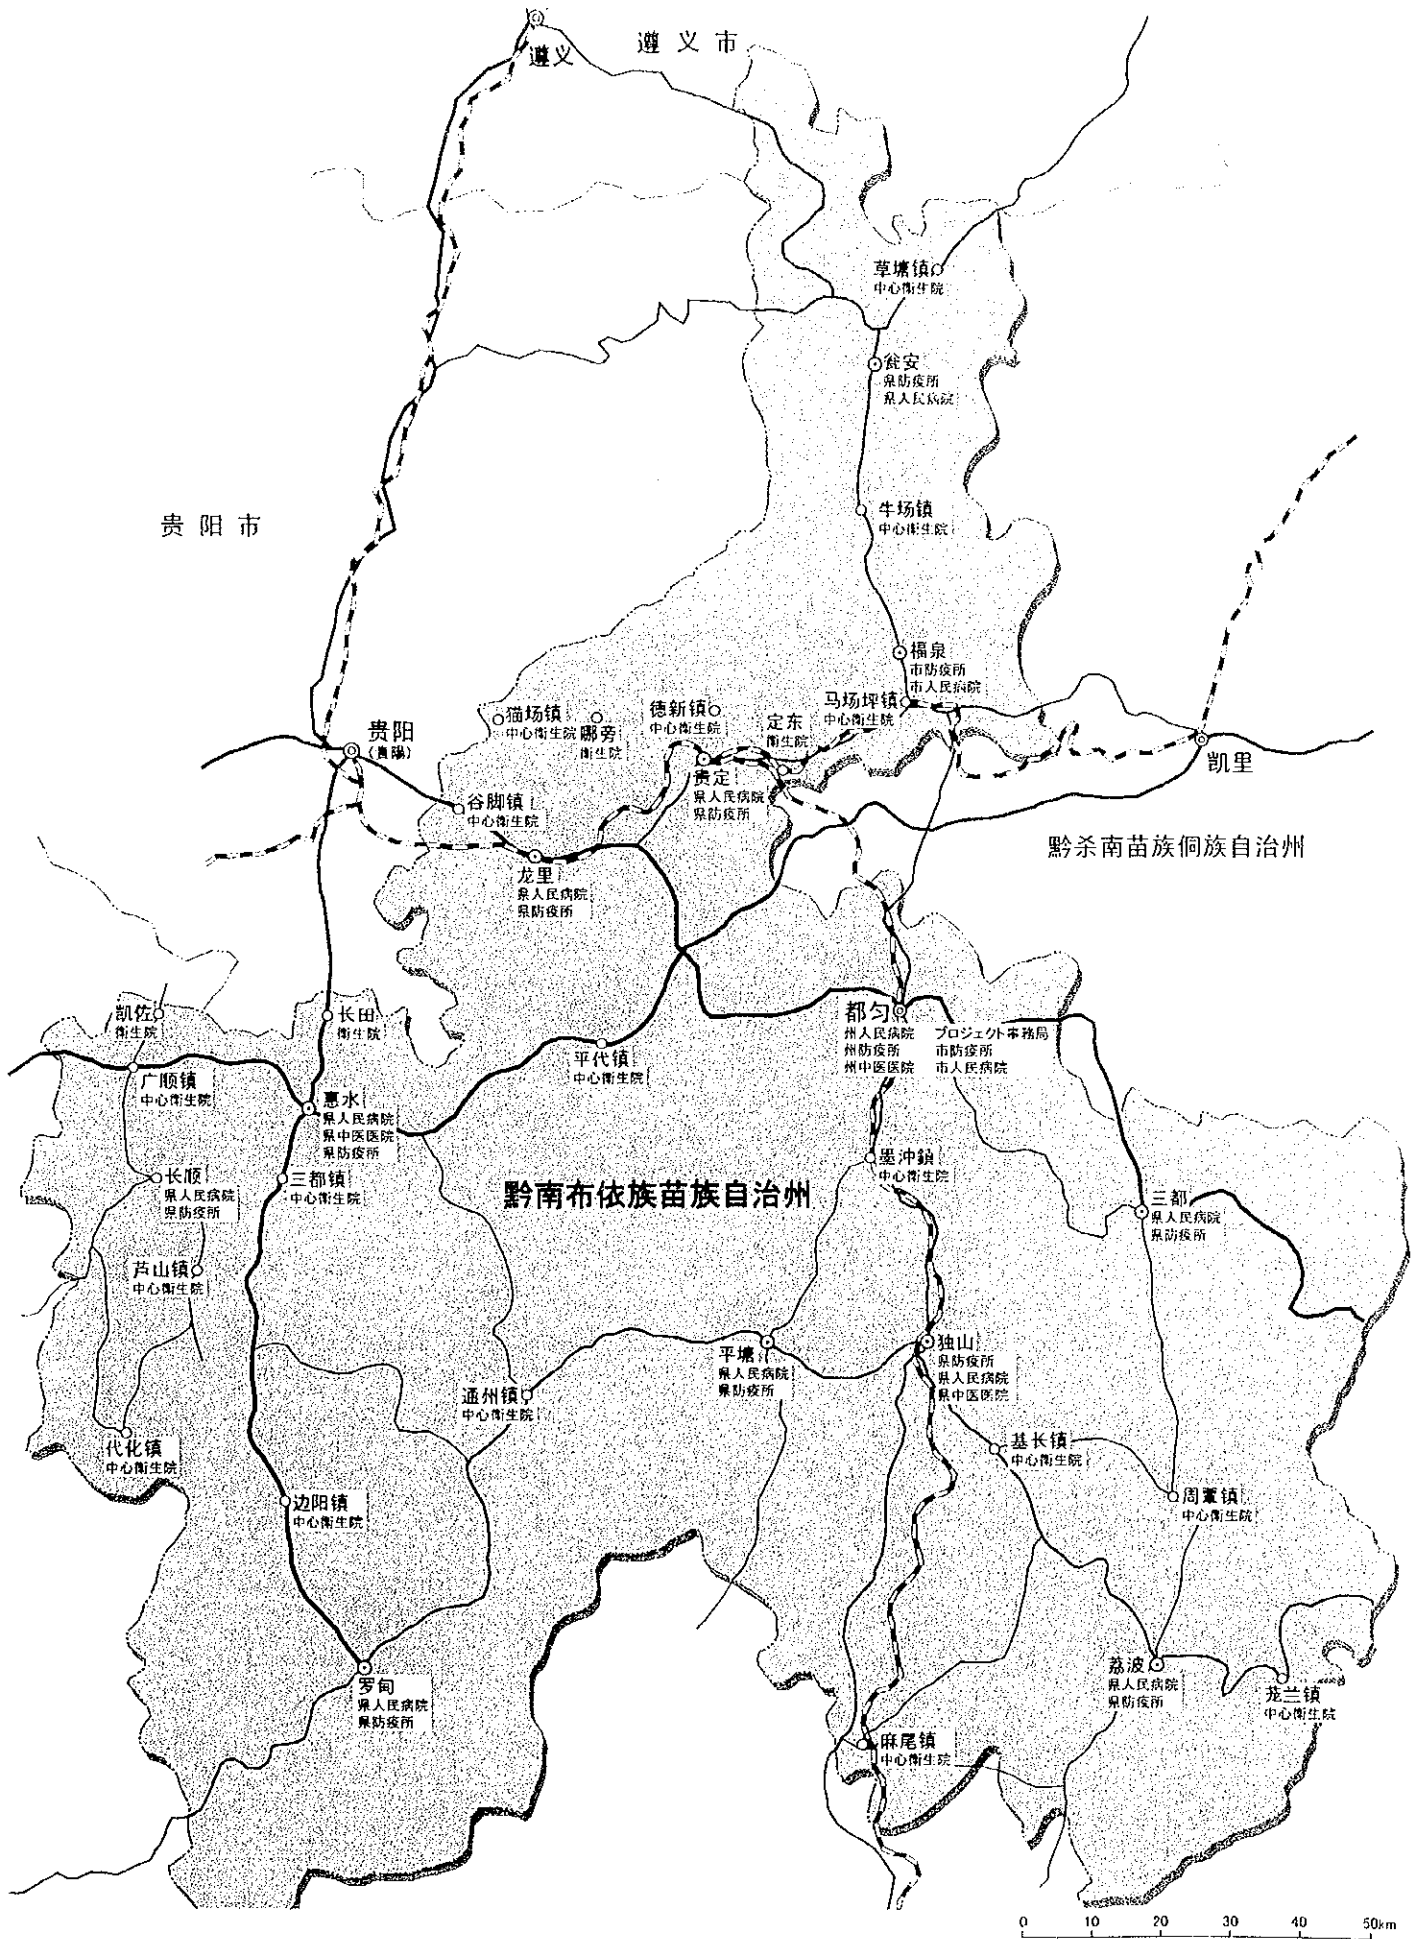 遵义
遵 义 市
草塘镇
中心衛生院
瓮安
県防疫所
県人民病院
贵 阳 市
牛场镇
中心衛生院
福泉
市防疫所
市人民病院
猫场镇
中心衛生院
哪旁
衛生院
德新镇
中心衛生院
定东
衛生院
马场坪镇
中心衛生院
贵阳
(貴陽)
贵定
県人民病院
県防疫所
凯里
谷脚镇
中心衛生院
黔杀南苗族侗族自治州
龙里
県人民病院
県防疫所
凯佐
衛生院
长田
衛生院
都匀
州人民病院
州防疫所
州中医医院
プロジェクト事務局
市防疫所
市人民病院
平代镇
中心衛生院
广顺镇
中心衛生院
惠水
県人民病院
県中医医院
県防疫所
墨冲鎮
中心衛生院
长顺
県人民病院
県防疫所
三都镇
中心衛生院
黔南布依族苗族自治州
三都
県人民病院
県防疫所
芦山镇
中心衛生院
平塘
県人民病院
県防疫所
独山
県防疫所
県人民病院
県中医医院
通州镇
中心衛生院
代化镇
中心衛生院
基长镇
中心衛生院
边阳镇
中心衛生院
周覃镇
中心衛生院
罗甸
県人民病院
県防疫所
荔波
県人民病院
県防疫所
茏兰镇
中心衛生院
麻尾镇
中心衛生院
0 10 20 30 40 50km